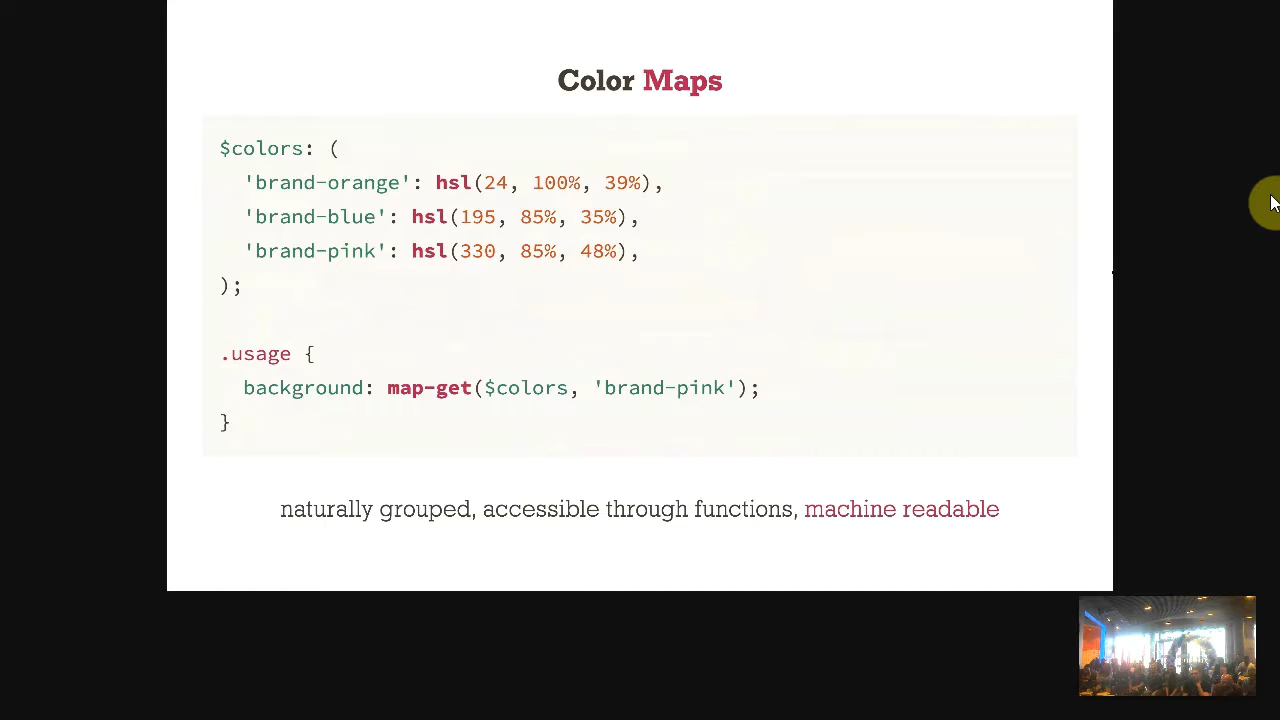 Color Maps
$colors: (
  'brand-orange': hsl(24, 100%, 39%),
  'brand-blue': hsl(195, 85%, 35%),
  'brand-pink': hsl(330, 85%, 48%),
);
.usage {
  background: map-get($colors, 'brand-pink');
}
naturally grouped, accessible through functions, machine readable